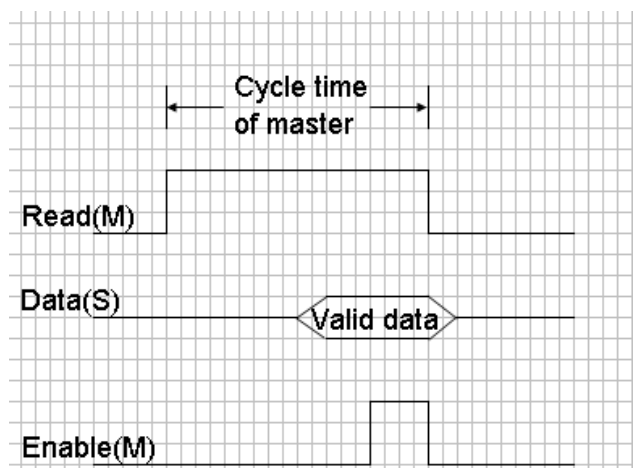 Cycle time
of master
Read(M)
Data(S)
Valid data
Enable(M)